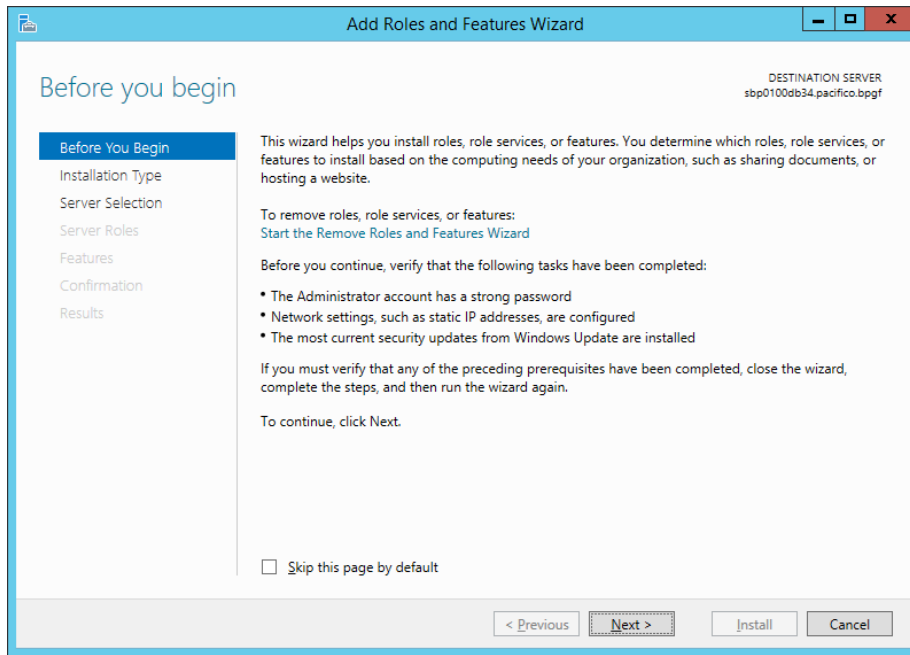 Add Roles and Features Wizard
Before you begin
DESTINATION SERVER
sbp0100db34.pacifico.bpgf
Before You Begin
Installation Type
Server Selection
Server Roles
Features
Confirmation
Results
This wizard helps you install roles, role services, or features. You determine which roles, role services, or
features to install based on the computing needs of your organization, such as sharing documents, or
hosting a website.
To remove roles, role services, or features:
Start the Remove Roles and Features Wizard
Before you continue, verify that the following tasks have been completed:
• The Administrator account has a strong password
• Network settings, such as static IP addresses, are configured
• The most current security updates from Windows Update are installed
If you must verify that any of the preceding prerequisites have been completed, close the wizard,
complete the steps, and then run the wizard again.
To continue, click Next.
Skip this page by default
< Previous
Next >
Install
Cancel